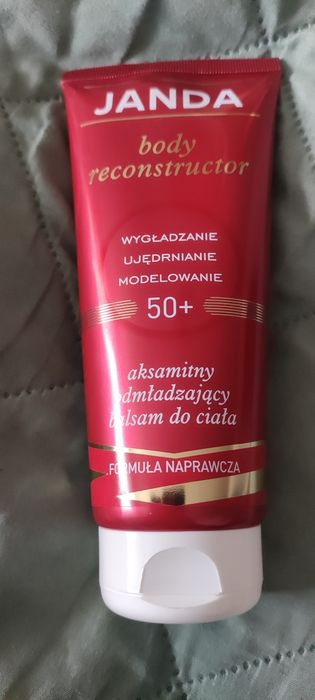 JANDA
body
reconstructor
WYGŁADZANIE
UJĘDRNIANIE
MODELOWANIE
50+
aksamitny
odmładzający
balsam do ciała
FORMUŁA NAPRAWCZA